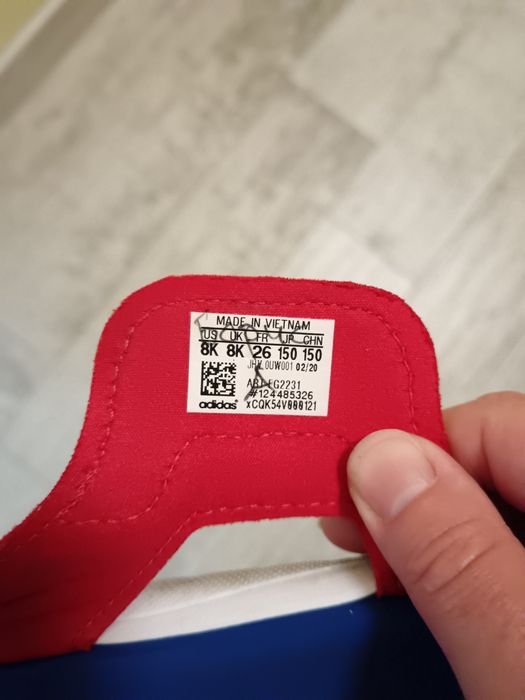 MADE IN VIETNAM
US UK FR JP CHN
8K 8K 26 150 150
02/20
ART EG2231
#124485326
adidas